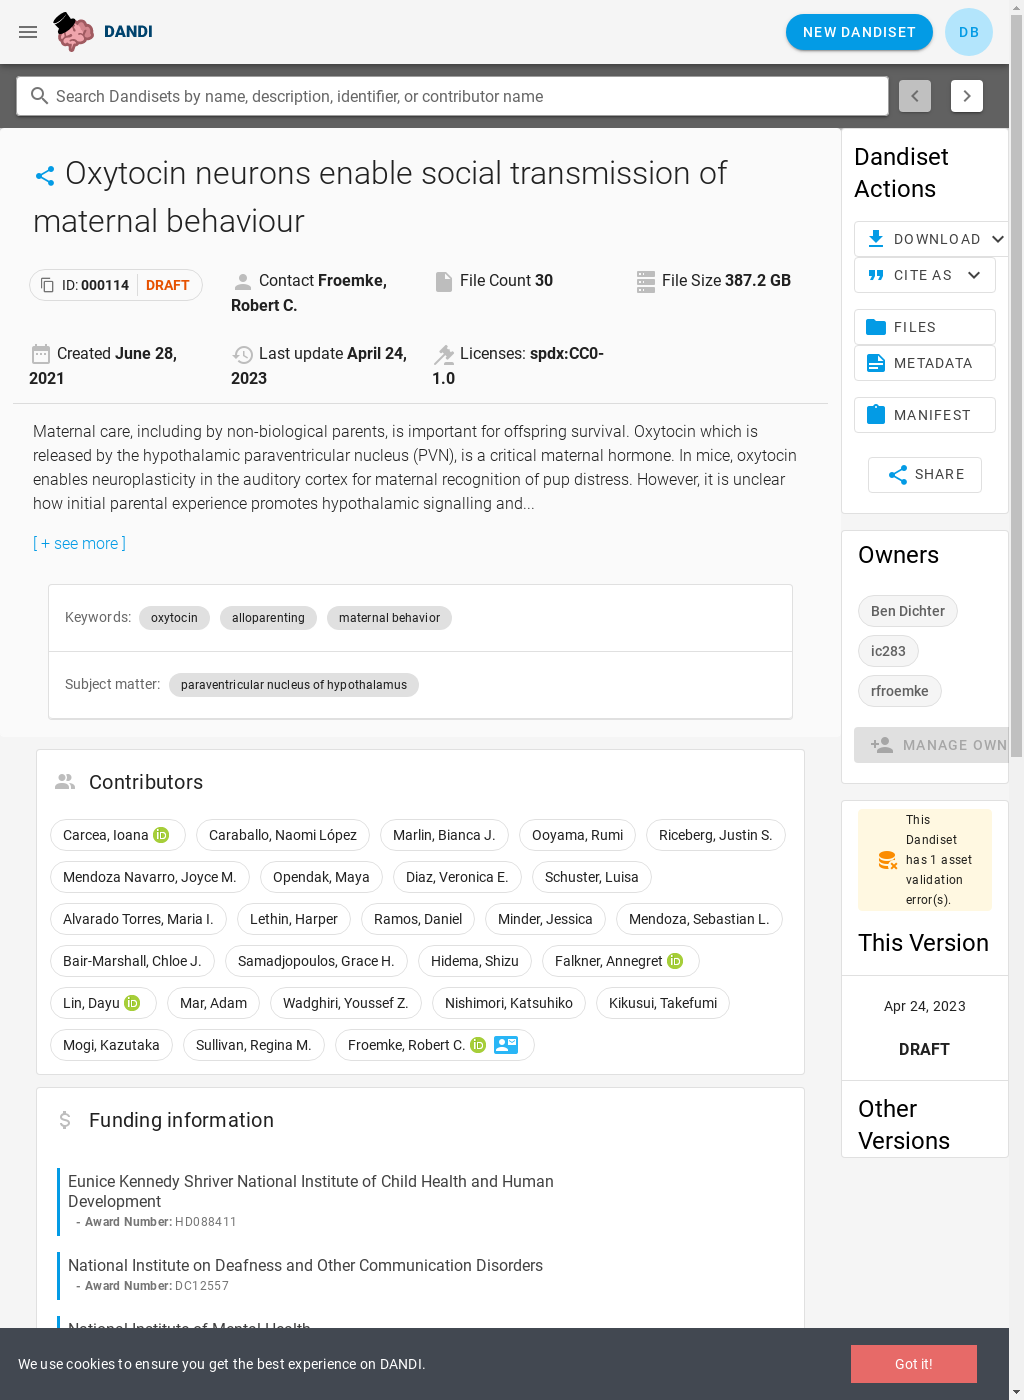 DANDI
NEW DANDISET
DB
Search Dandisets by name, description, identifier, or contributor name
Oxytocin neurons enable social transmission of
maternal behaviour
ID: 000114 DRAFT
Contact Froemke,
Robert C.
File Count 30
File Size 387.2 GB
Created June 28,
2021
Last update April 24,
2023
Licenses: spdx:CC0-
1.0
Maternal care, including by non-biological parents, is important for offspring survival. Oxytocin which is
released by the hypothalamic paraventricular nucleus (PVN), is a critical maternal hormone. In mice, oxytocin
enables neuroplasticity in the auditory cortex for maternal recognition of pup distress. However, it is unclear
how initial parental experience promotes hypothalamic signalling and...
[ + see more ]
Keywords: oxytocin alloparenting maternal behavior
Subject matter: paraventricular nucleus of hypothalamus
Contributors
Carcea, Ioana iD Caraballo, Naomi López Marlin, Bianca J. Ooyama, Rumi Riceberg, Justin S.
Mendoza Navarro, Joyce M. Opendak, Maya Diaz, Veronica E. Schuster, Luisa
Alvarado Torres, Maria I. Lethin, Harper Ramos, Daniel Minder, Jessica Mendoza, Sebastian L.
Bair-Marshall, Chloe J. Samadjopoulos, Grace H. Hidema, Shizu Falkner, Annegret iD
Lin, Dayu iD Mar, Adam Wadghiri, Youssef Z. Nishimori, Katsuhiko Kikusui, Takefumi
Mogi, Kazutaka Sullivan, Regina M. Froemke, Robert C. iD
Funding information
Eunice Kennedy Shriver National Institute of Child Health and Human
Development
- Award Number: HD088411
National Institute on Deafness and Other Communication Disorders
- Award Number: DC12557
National Institute of Mental Health
Dandiset
Actions
DOWNLOAD
CITE AS
FILES
METADATA
MANIFEST
SHARE
Owners
Ben Dichter
ic283
rfroemke
MANAGE OWN
This
Dandiset
has 1 asset
validation
error(s).
This Version
Apr 24, 2023
DRAFT
Other
Versions
We use cookies to ensure you get the best experience on DANDI.
Got it!